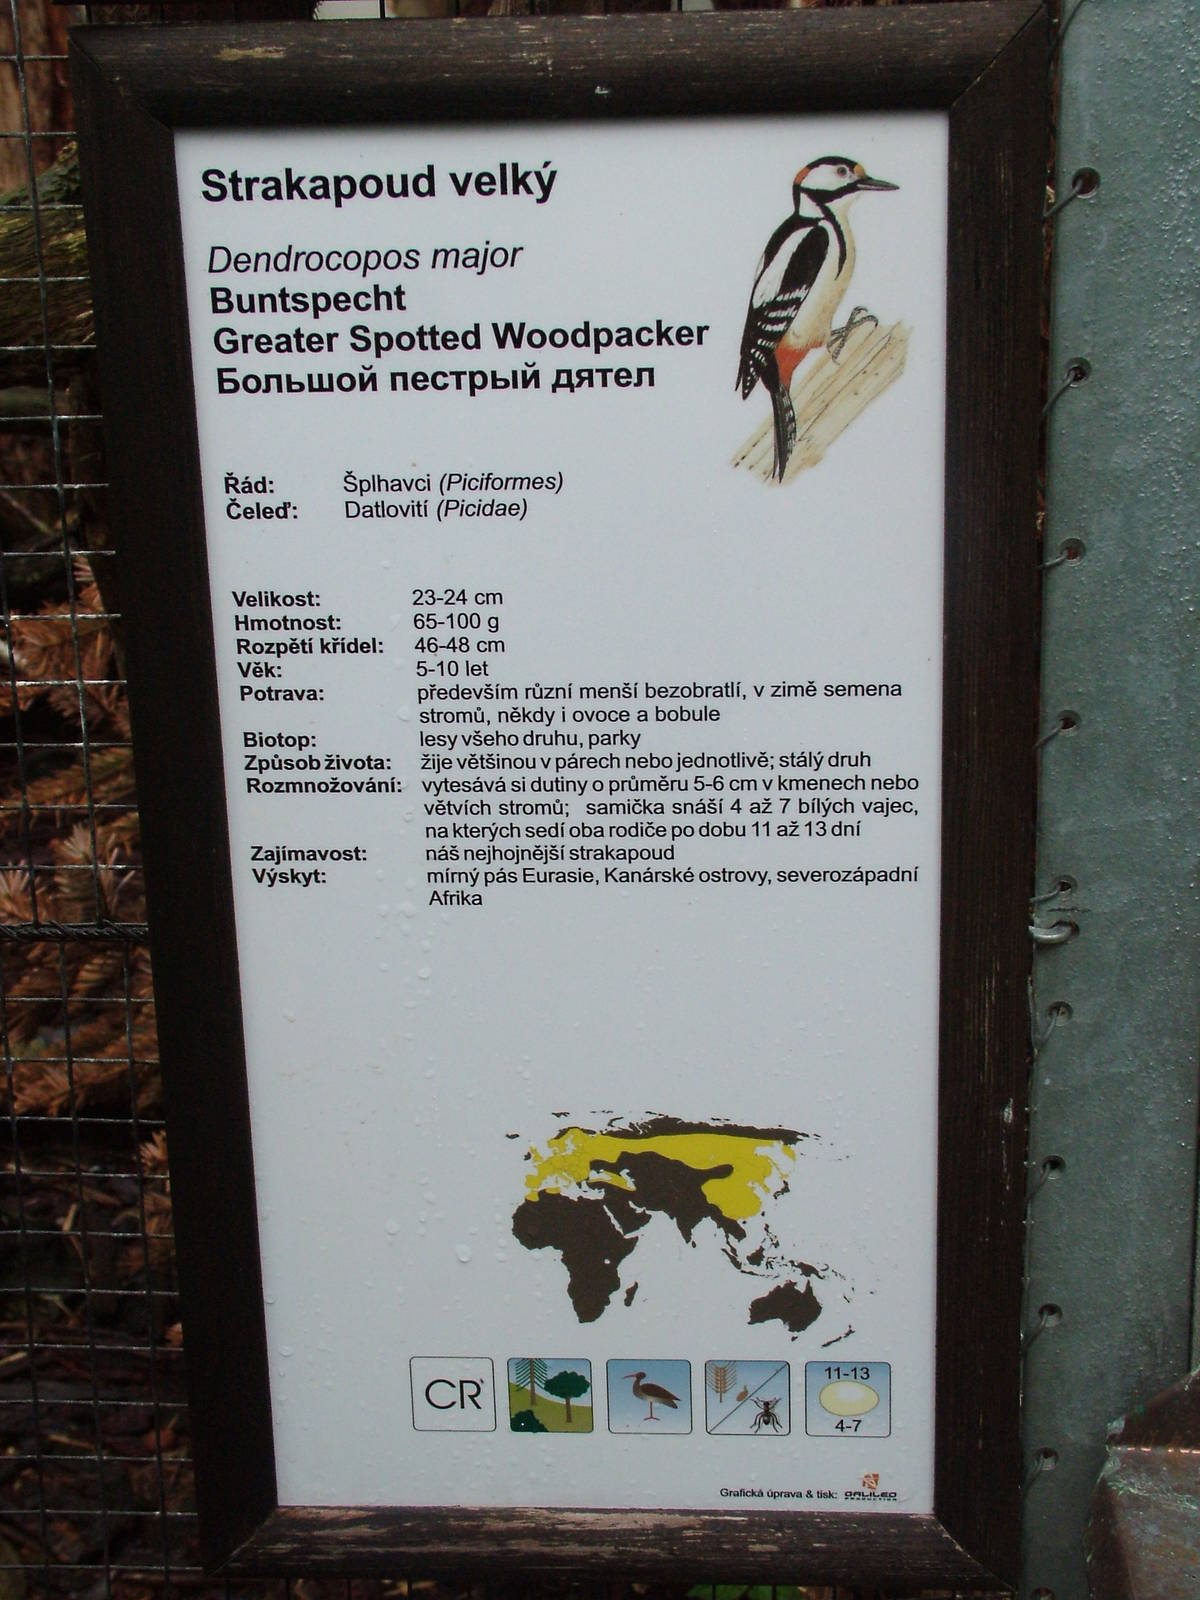 Strakapoud velký
Dendrocopos major
Buntspecht
Greater Spotted Woodpacker
Большой пестрый дятел
Řád: Šplhavci (Piciformes)
Čeleď: Datlovití (Picidae)
Velikost: 23-24 cm
Hmotnost: 65-100 g
Rozpětí křídel: 46-48 cm
Věk: 5-10 let
Potrava: především různí menší bezobratlí, v zimě semena
stromů, někdy i ovoce a bobule
Biotop: lesy všeho druhu, parky
Způsob života: žije většinou v párech nebo jednotlivě; stálý druh
Rozmnožování: vytesává si dutiny o průměru 5-6 cm v kmenech nebo
větvích stromů; samička snáší 4 až 7 bílých vajec,
na kterých sedí oba rodiče po dobu 11 až 13 dní
Zajímavost: náš nejhojnější strakapoud
Výskyt: mírný pás Eurasie, Kanárské ostrovy, severozápadní
Afrika
CR
11-13
4-7
Grafická úprava & tisk: GALILEO
PRODUCTION